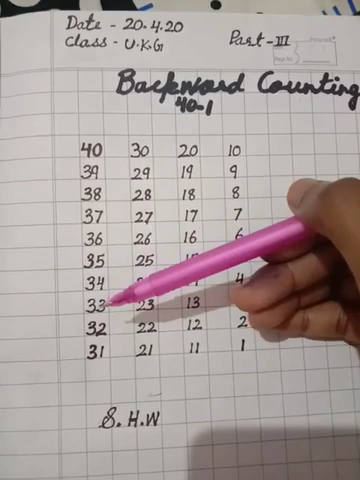 Date - 20.4.20
Class - U.K.G
Part - III
Backward Counting
40-1
40 30 20 10
39 29 19 9
38 28 18 8
37 27 17 7
36 26 16 6
35 25
34 4
33 23 13
32 22 12 2
31 21 11 1
S. H.W